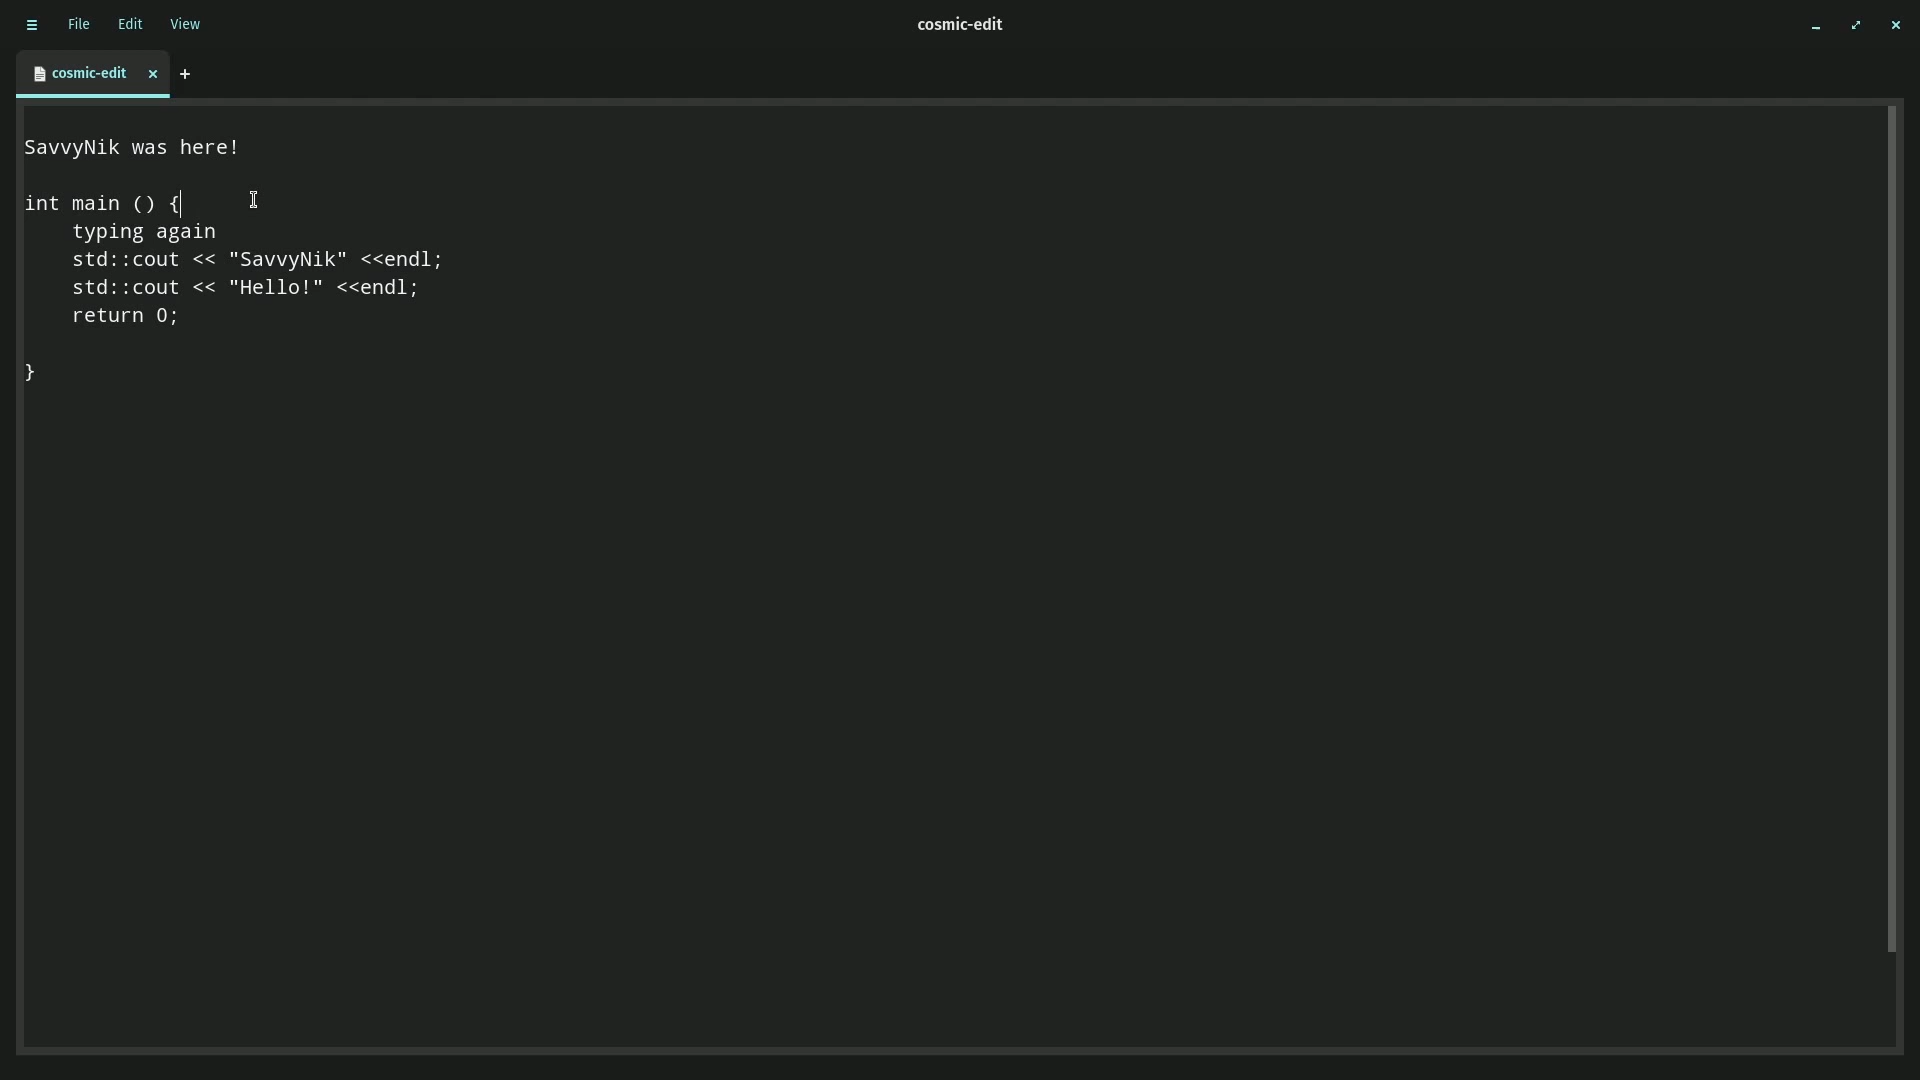 File Edit View cosmic-edit
cosmic-edit
SavvyNik was here!
int main () {
    typing again
    std::cout << "SavvyNik" <<endl;
    std::cout << "Hello!" <<endl;
    return 0;
}